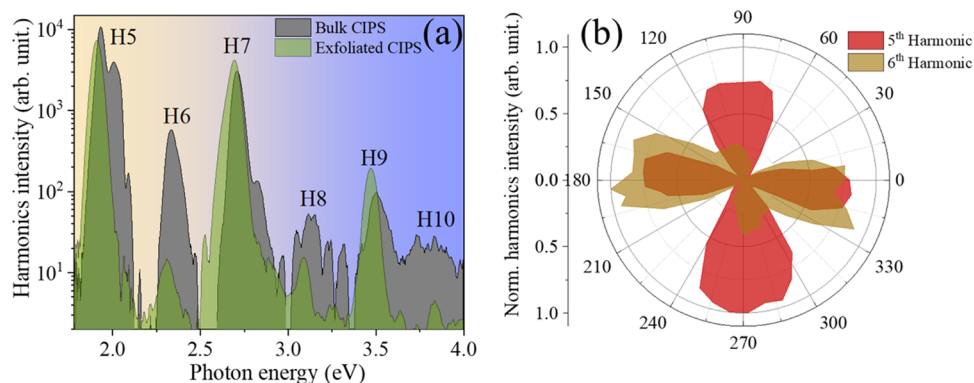 (a)
Bulk CIPS
Exfoliated CIPS
H5
H6
H7
H8
H9
H10
Harmonics intensity (arb. unit.)
10⁴
10³
10²
10¹
2.0 2.5 3.0 3.5 4.0
Photon energy (eV)
(b)
5th Harmonic
6th Harmonic
Norm. harmonics intensity (arb. unit.)
1.0
0.5
0.0
0.5
1.0
90
120 60
150 30
180 0
210 330
240 300
270